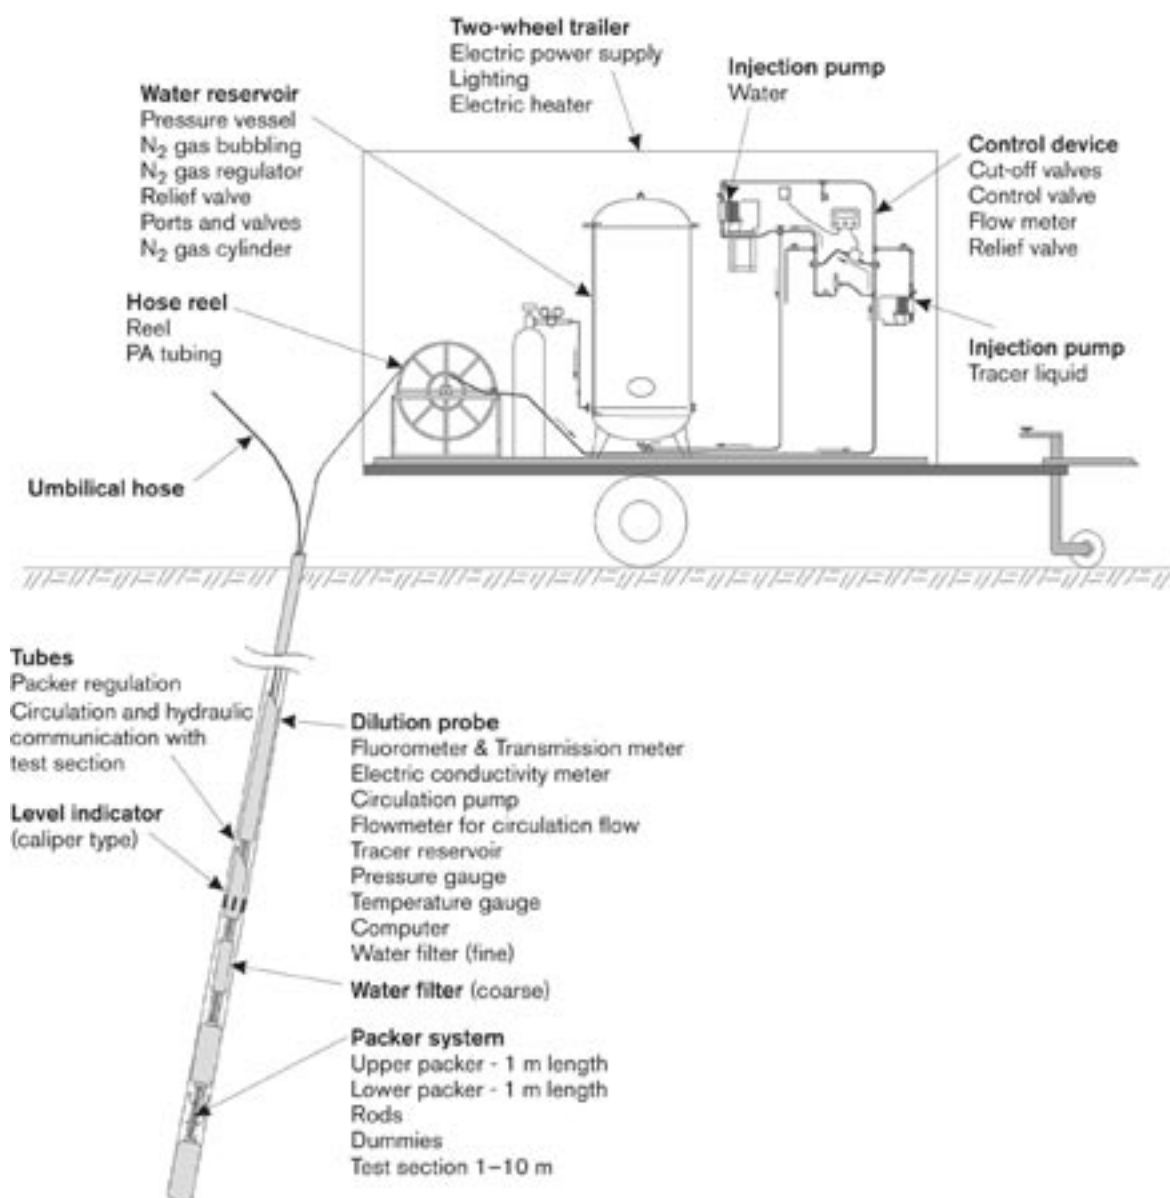 Two-wheel trailer
Electric power supply
Lighting
Electric heater
Injection pump
Water
Water reservoir
Pressure vessel
N₂ gas bubbling
N₂ gas regulator
Relief valve
Ports and valves
N₂ gas cylinder
Control device
Cut-off valves
Control valve
Flow meter
Relief valve
Hose reel
Reel
PA tubing
Injection pump
Tracer liquid
Umbilical hose
Tubes
Packer regulation
Circulation and hydraulic
communication with
test section
Level indicator
(caliper type)
Dilution probe
Fluorometer & Transmission meter
Electric conductivity meter
Circulation pump
Flowmeter for circulation flow
Tracer reservoir
Pressure gauge
Temperature gauge
Computer
Water filter (fine)
Water filter (coarse)
Packer system
Upper packer - 1 m length
Lower packer - 1 m length
Rods
Dummies
Test section 1–10 m